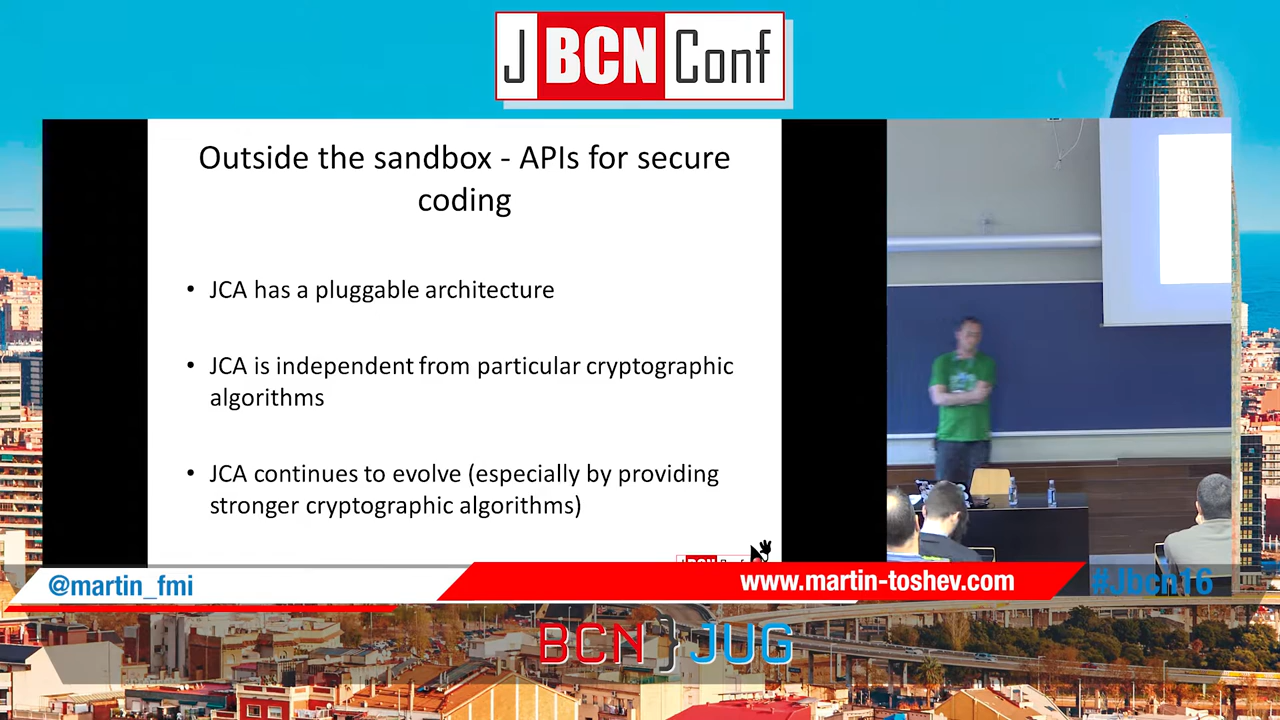 J BCN Conf
Outside the sandbox - APIs for secure
coding
• JCA has a pluggable architecture
• JCA is independent from particular cryptographic
algorithms
• JCA continues to evolve (especially by providing
stronger cryptographic algorithms)
@martin_fmi
www.martin-toshev.com
#Jbcn16
BCN JUG